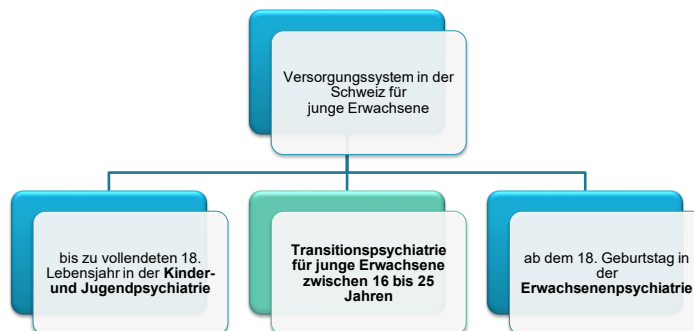 Versorgungssystem in der
Schweiz für
junge Erwachsene
bis zu vollendeten 18.
Lebensjahr in der Kinder-
und Jugendpsychiatrie
Transitionspsychiatrie
für junge Erwachsene
zwischen 16 bis 25
Jahren
ab dem 18. Geburtstag in
der
Erwachsenenpsychiatrie